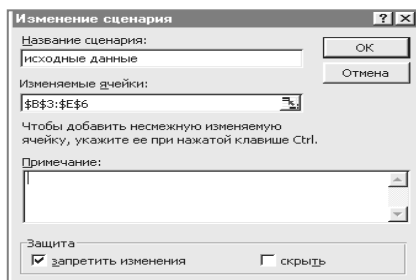 Изменение сценария
Название сценария:
исходные данные
OK
Отмена
Изменяемые ячейки:
$B$3:$E$6
Чтобы добавить несмежную изменяемую
ячейку, укажите ее при нажатой клавише Ctrl.
Примечание:
Защита
запретить изменения
скрыть